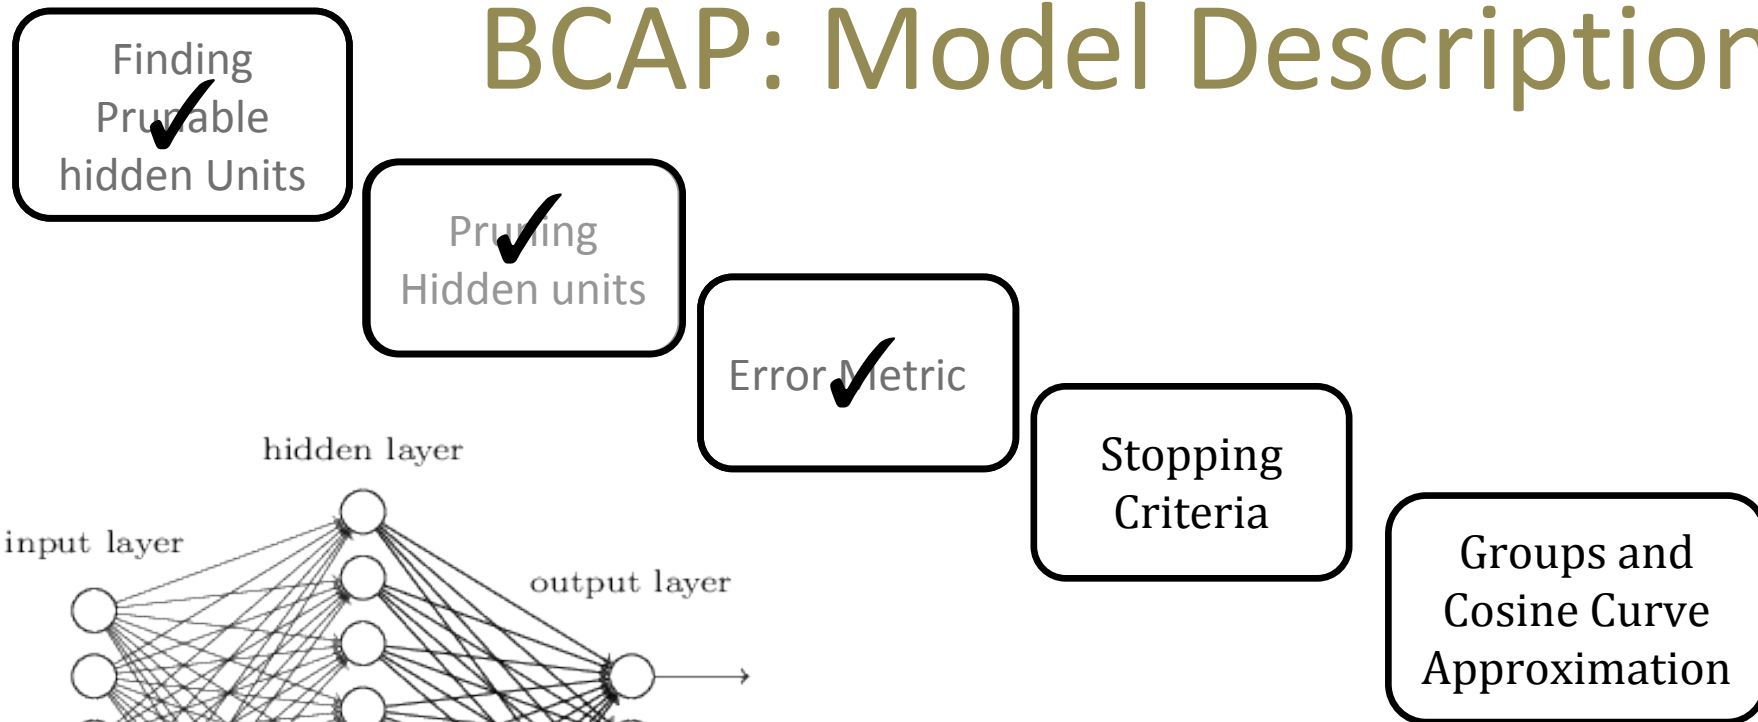 BCAP: Model Description
Finding
Prunable
hidden Units
Pruning
Hidden units
Error Metric
Stopping
Criteria
Groups and
Cosine Curve
Approximation
hidden layer
input layer
output layer